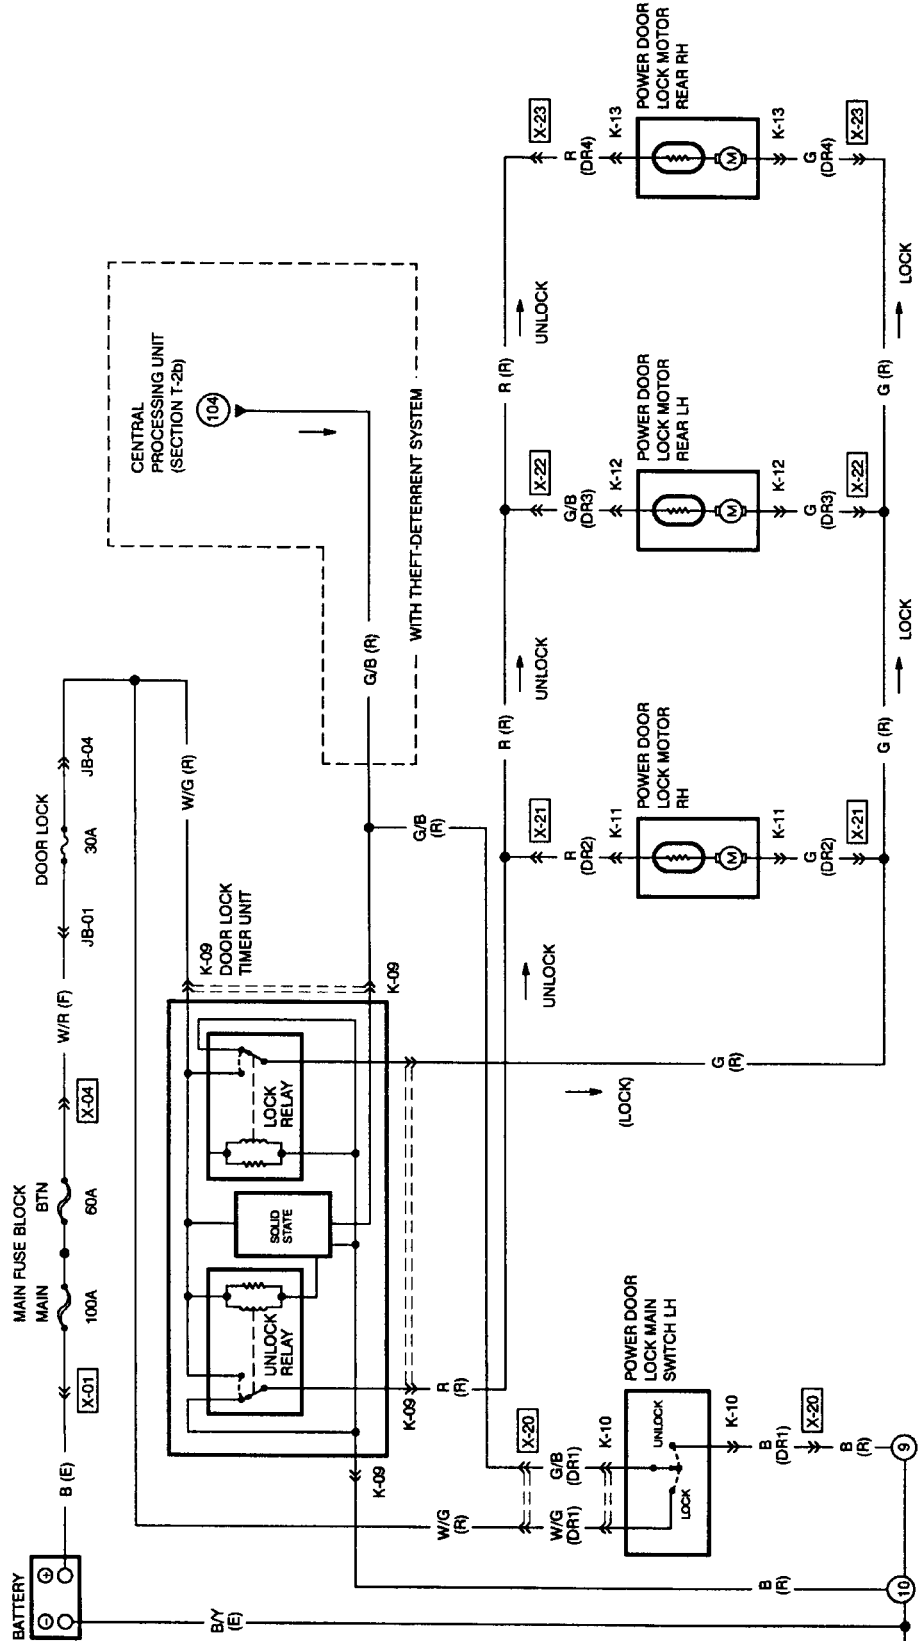 BATTERY
B (E)
X-01
MAIN FUSE BLOCK
MAIN
BTN
100A
60A
X-04
W/R (F)
JB-01
DOOR LOCK
30A
JB-04
B/Y
(E)
W/G (R)
CENTRAL
PROCESSING UNIT
(SECTION T-2b)
104
WITH THEFT-DETERRENT SYSTEM
G/B (R)
G/B
(R)
K-09
DOOR LOCK
TIMER UNIT
K-09
UNLOCK
RELAY
SOLID
STATE
LOCK
RELAY
K-09
K-09
R
(R)
G
(R)
(LOCK)
UNLOCK
R (R)
UNLOCK
R (R)
UNLOCK
W/G
(R)
X-20
W/G
(DR1)
G/B
(DR1)
K-10
POWER DOOR
LOCK MAIN
SWITCH LH
LOCK
UNLOCK
K-10
B
(DR1)
X-20
B
(R)
B
(R)
10
9
X-21
R
(DR2)
K-11
POWER DOOR
LOCK MOTOR
RH
M
K-11
G
(DR2)
X-21
X-22
G/B
(DR3)
K-12
POWER DOOR
LOCK MOTOR
REAR LH
M
K-12
G
(DR3)
X-22
X-23
R
(DR4)
K-13
POWER DOOR
LOCK MOTOR
REAR RH
M
K-13
G
(DR4)
X-23
G (R)
LOCK
G (R)
LOCK